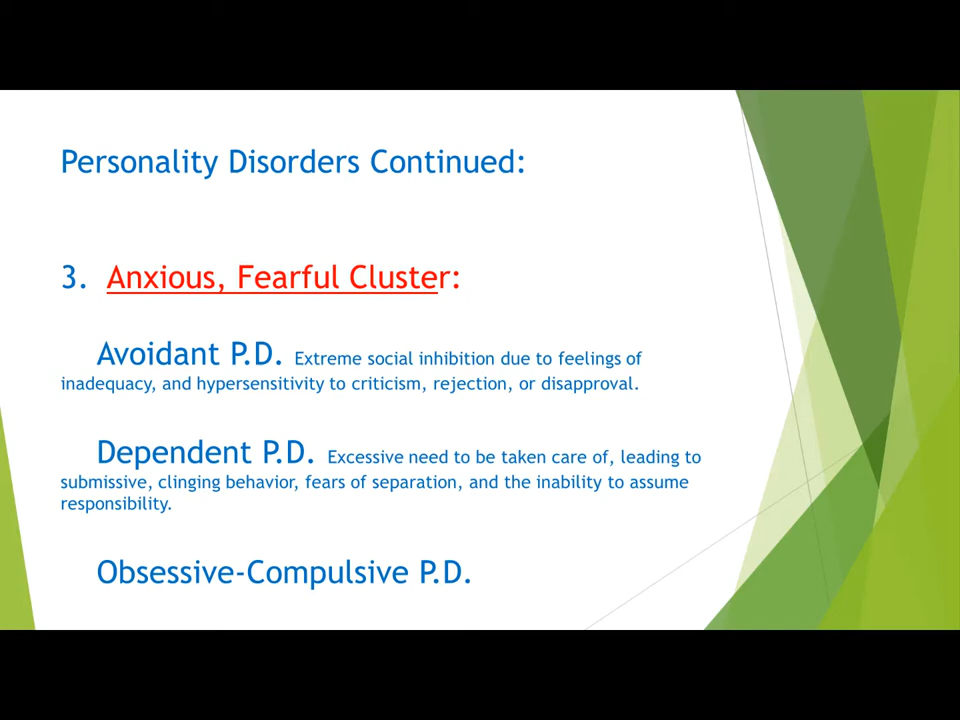 Personality Disorders Continued:
3. Anxious, Fearful Cluster:
Avoidant P.D. Extreme social inhibition due to feelings of
inadequacy, and hypersensitivity to criticism, rejection, or disapproval.
Dependent P.D. Excessive need to be taken care of, leading to
submissive, clinging behavior, fears of separation, and the inability to assume
responsibility.
Obsessive-Compulsive P.D.